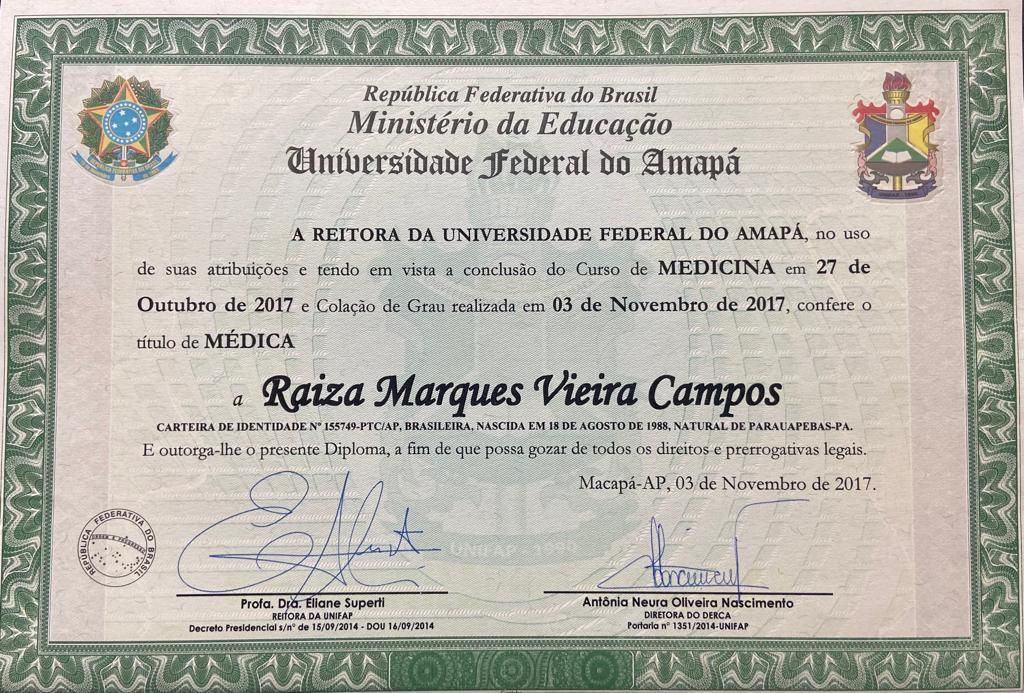 República Federativa do Brasil
Ministério da Educação
Universidade Federal do Amapá
A REITORA DA UNIVERSIDADE FEDERAL DO AMAPÁ, no uso
de suas atribuições e tendo em vista a conclusão do Curso de MEDICINA em 27 de
Outubro de 2017 e Colação de Grau realizada em 03 de Novembro de 2017, confere o
título de MÉDICA
a Raiza Marques Vieira Campos
CARTEIRA DE IDENTIDADE Nº 155749-PTC/AP, BRASILEIRA, NASCIDA EM 18 DE AGOSTO DE 1988, NATURAL DE PARAUAPEBAS-PA.
E outorga-lhe o presente Diploma, a fim de que possa gozar de todos os direitos e prerrogativas legais.
Macapá-AP, 03 de Novembro de 2017.
REPÚBLICA FEDERATIVA DO BRASIL
UNIFAP - 1990
Profa. Dra. Eliane Superti
REITORA DA UNIFAP
Decreto Presidencial s/nº de 15/09/2014 - DOU 16/09/2014
Antônia Neura Oliveira Nascimento
DIRETORA DO DERCA
Portaria nº 1351/2014-UNIFAP